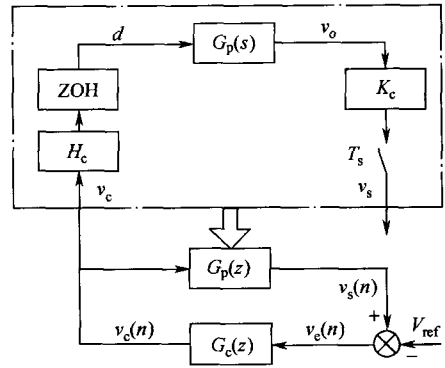 d
G_p(s)
v_o
ZOH
K_c
H_c
T_s
v_c
v_s
G_p(z)
v_s(n)
+
V_ref
v_c(n)
G_c(z)
v_e(n)
−